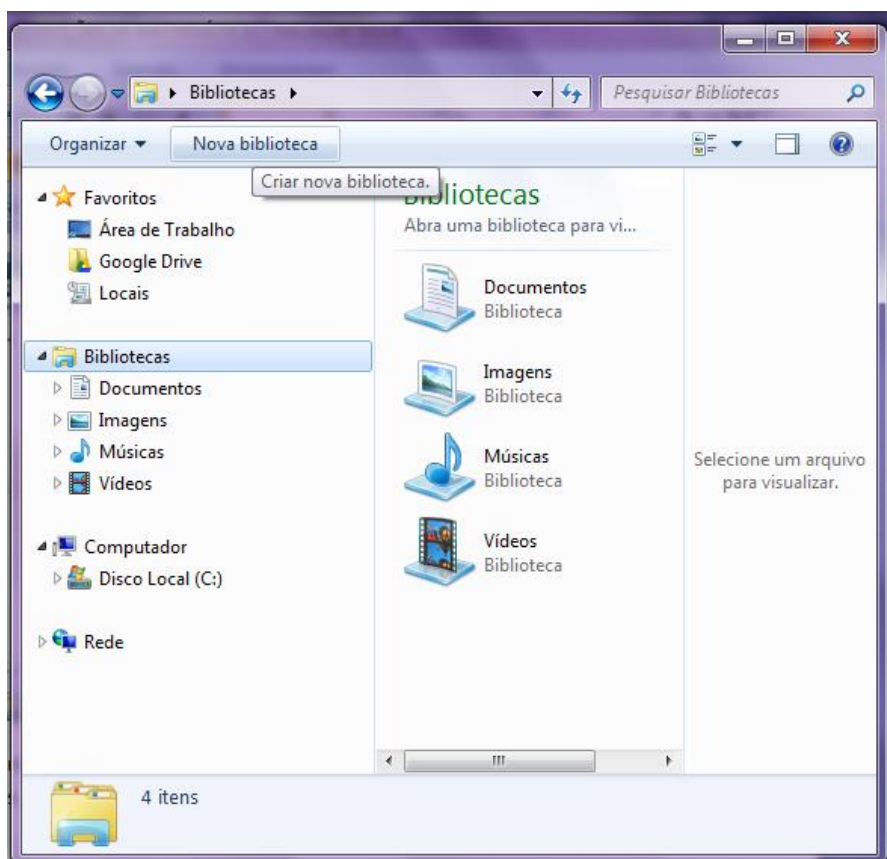 Bibliotecas
Pesquisar Bibliotecas
Organizar
Nova biblioteca
Criar nova biblioteca.
Favoritos
Área de Trabalho
Google Drive
Locais
Bibliotecas
Documentos
Imagens
Músicas
Vídeos
Computador
Disco Local (C:)
Rede
Bibliotecas
Abra uma biblioteca para vi...
Documentos
Biblioteca
Imagens
Biblioteca
Músicas
Biblioteca
Vídeos
Biblioteca
Selecione um arquivo
para visualizar.
4 itens